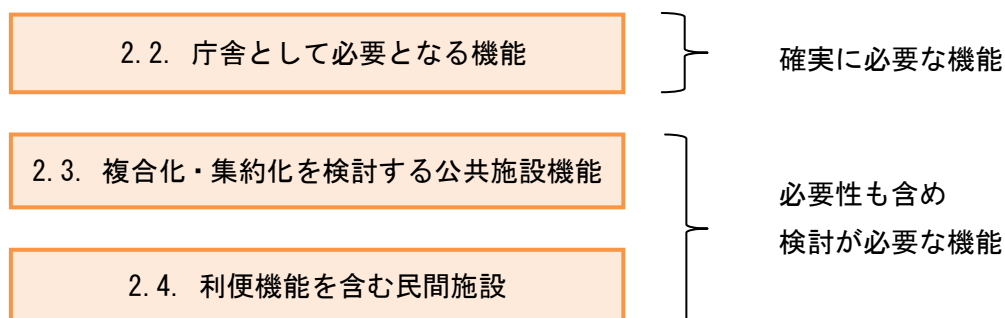 2.2. 庁舎として必要となる機能
確実に必要な機能
2.3. 複合化・集約化を検討する公共施設機能
必要性も含め
検討が必要な機能
2.4. 利便機能を含む民間施設